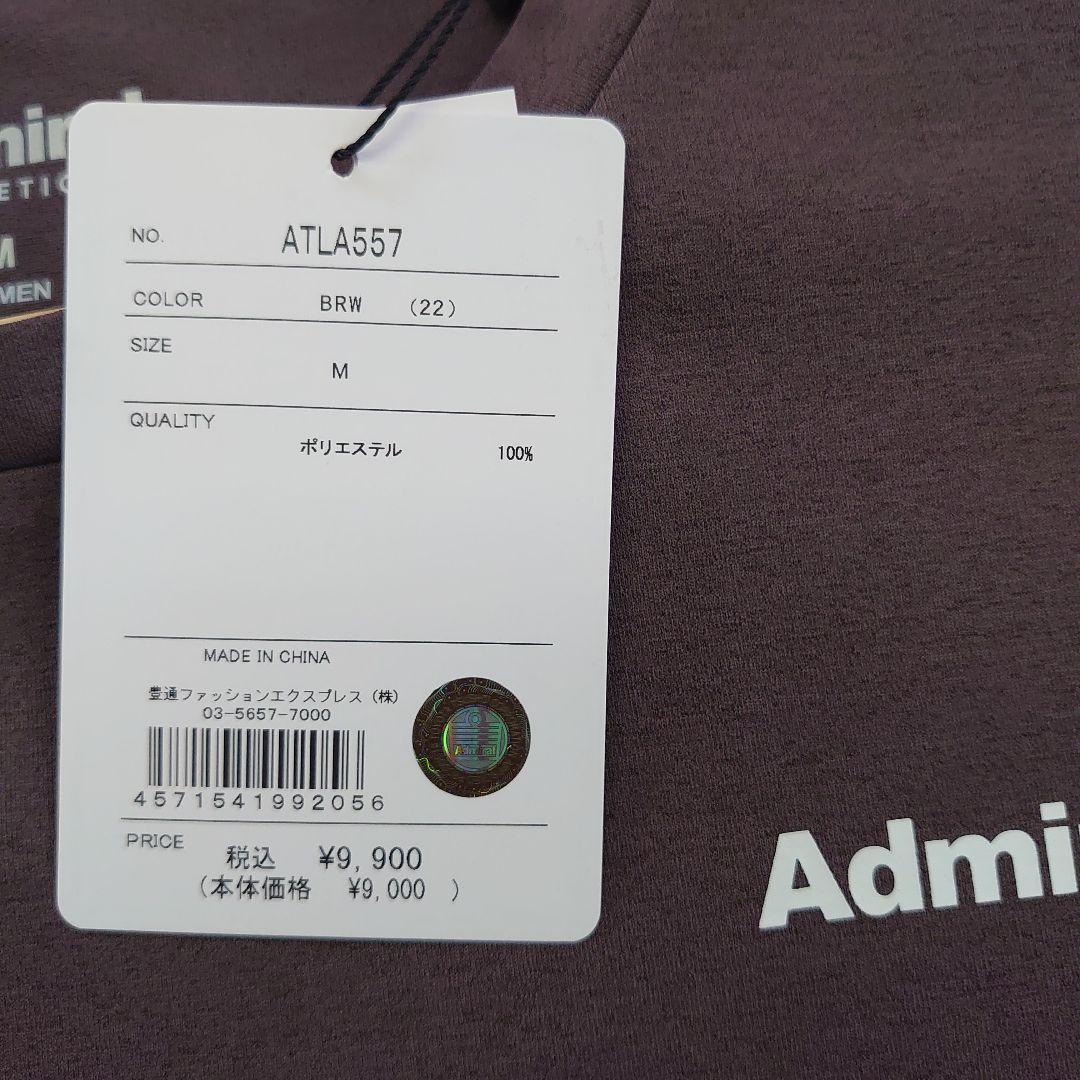 NO. ATLA557
COLOR BRW (22)
SIZE
M
QUALITY
ポリエステル 100%
MADE IN CHINA
豊通ファッションエクスプレス(株)
03-5657-7000
Admiral
4571541992056
PRICE
税込 ¥9,900
(本体価格 ¥9,000 )
M
MEN
Admi